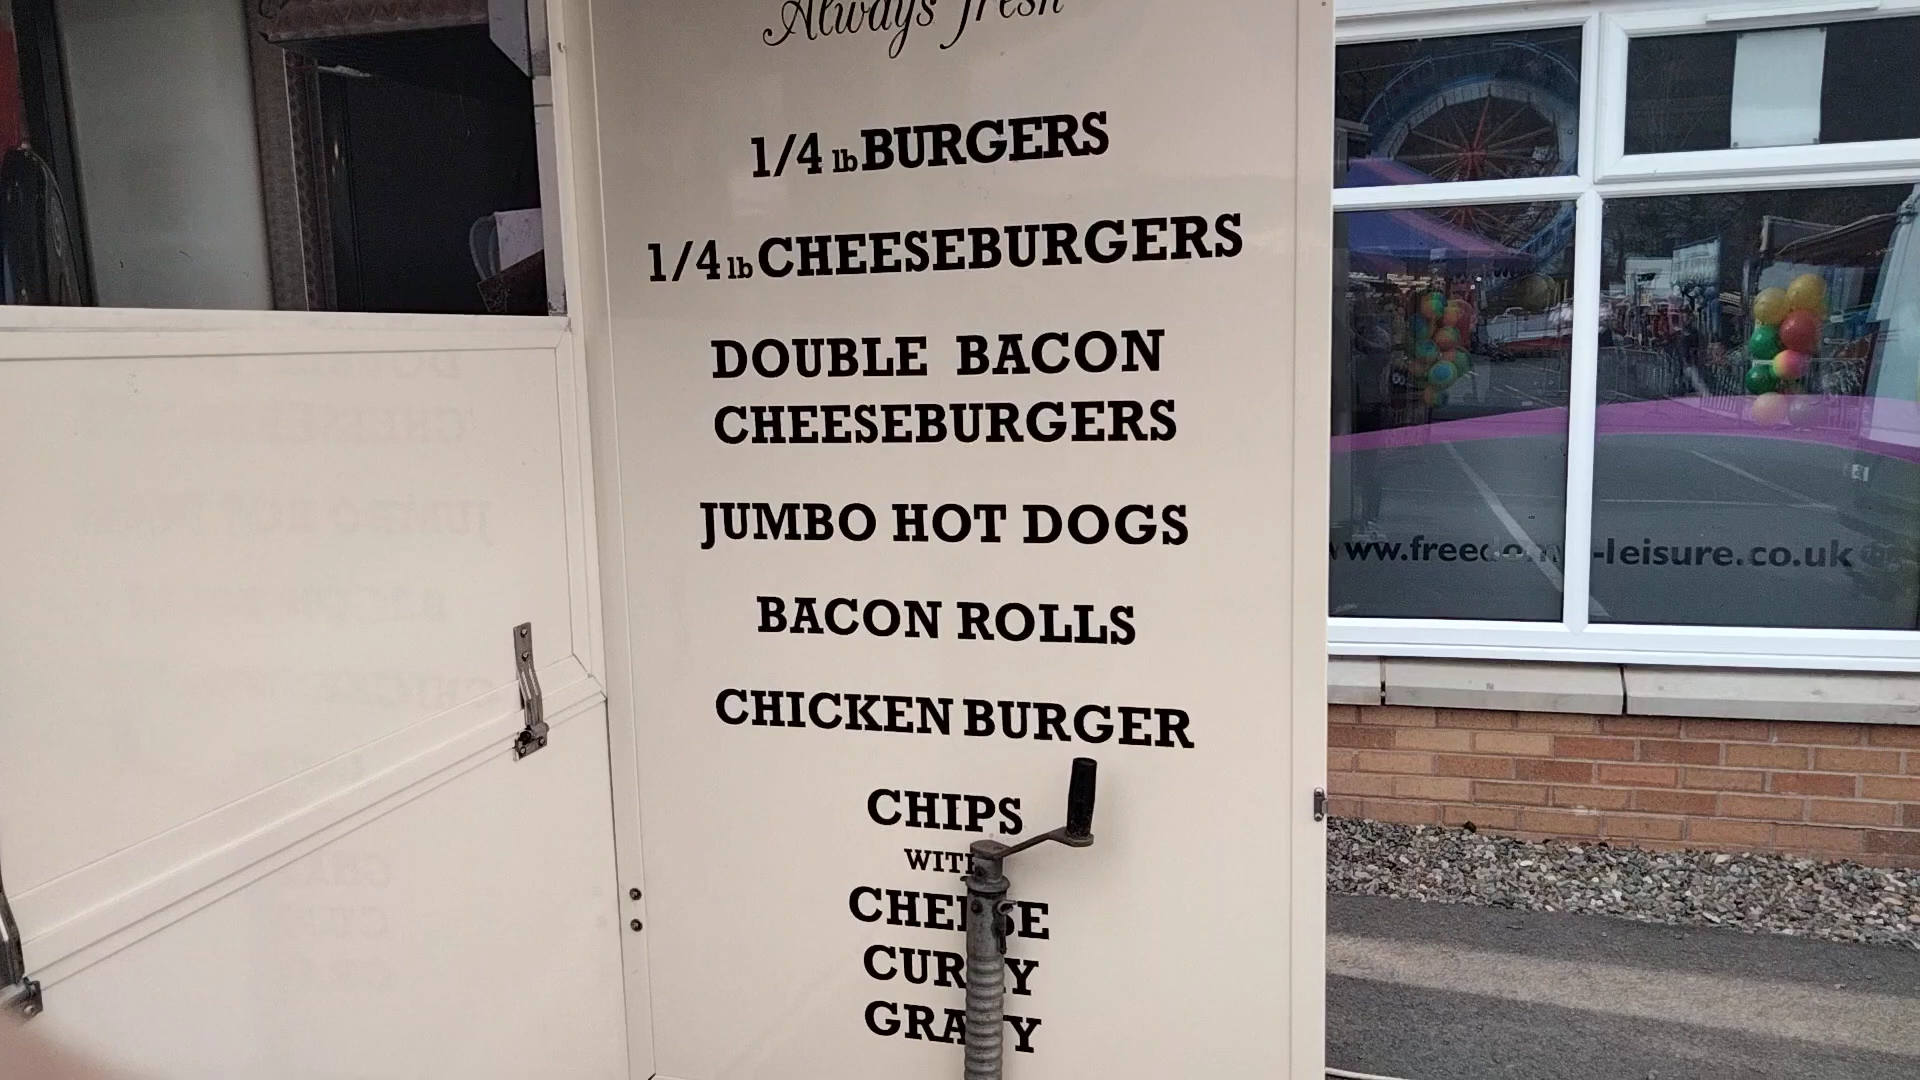 Always fresh
1/4 lb BURGERS
1/4 lb CHEESEBURGERS
DOUBLE BACON
CHEESEBURGERS
JUMBO HOT DOGS
BACON ROLLS
CHICKEN BURGER
CHIPS
WITH
CHEESE
CURRY
GRAVY
www.freedom-leisure.co.uk